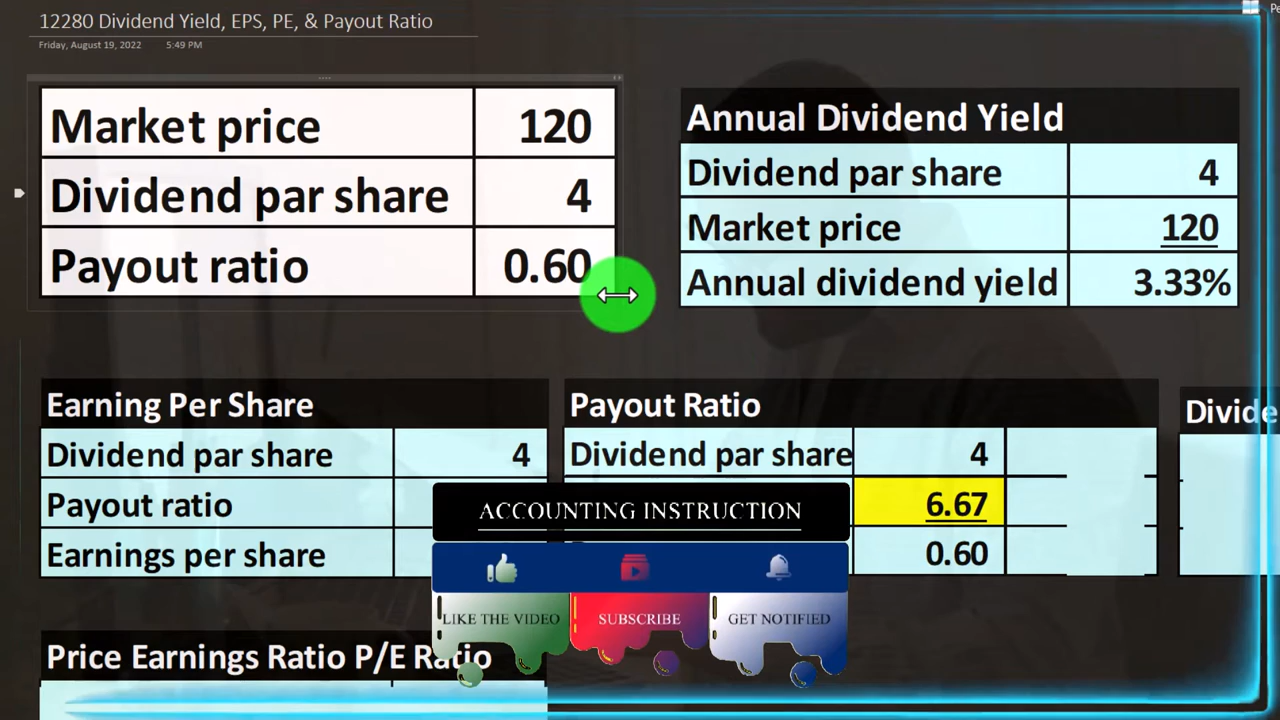 12280 Dividend Yield, EPS, PE, & Payout Ratio
Friday, August 19, 2022 5:49 PM
Market price 120
Dividend par share 4
Payout ratio 0.60
Annual Dividend Yield
Dividend par share 4
Market price 120
Annual dividend yield 3.33%
Earning Per Share
Dividend par share 4
Payout ratio
Earnings per share
Payout Ratio
Dividend par share 4
6.67
0.60
Divide
ACCOUNTING INSTRUCTION
LIKE THE VIDEO
SUBSCRIBE
GET NOTIFIED
Price Earnings Ratio P/E Ratio